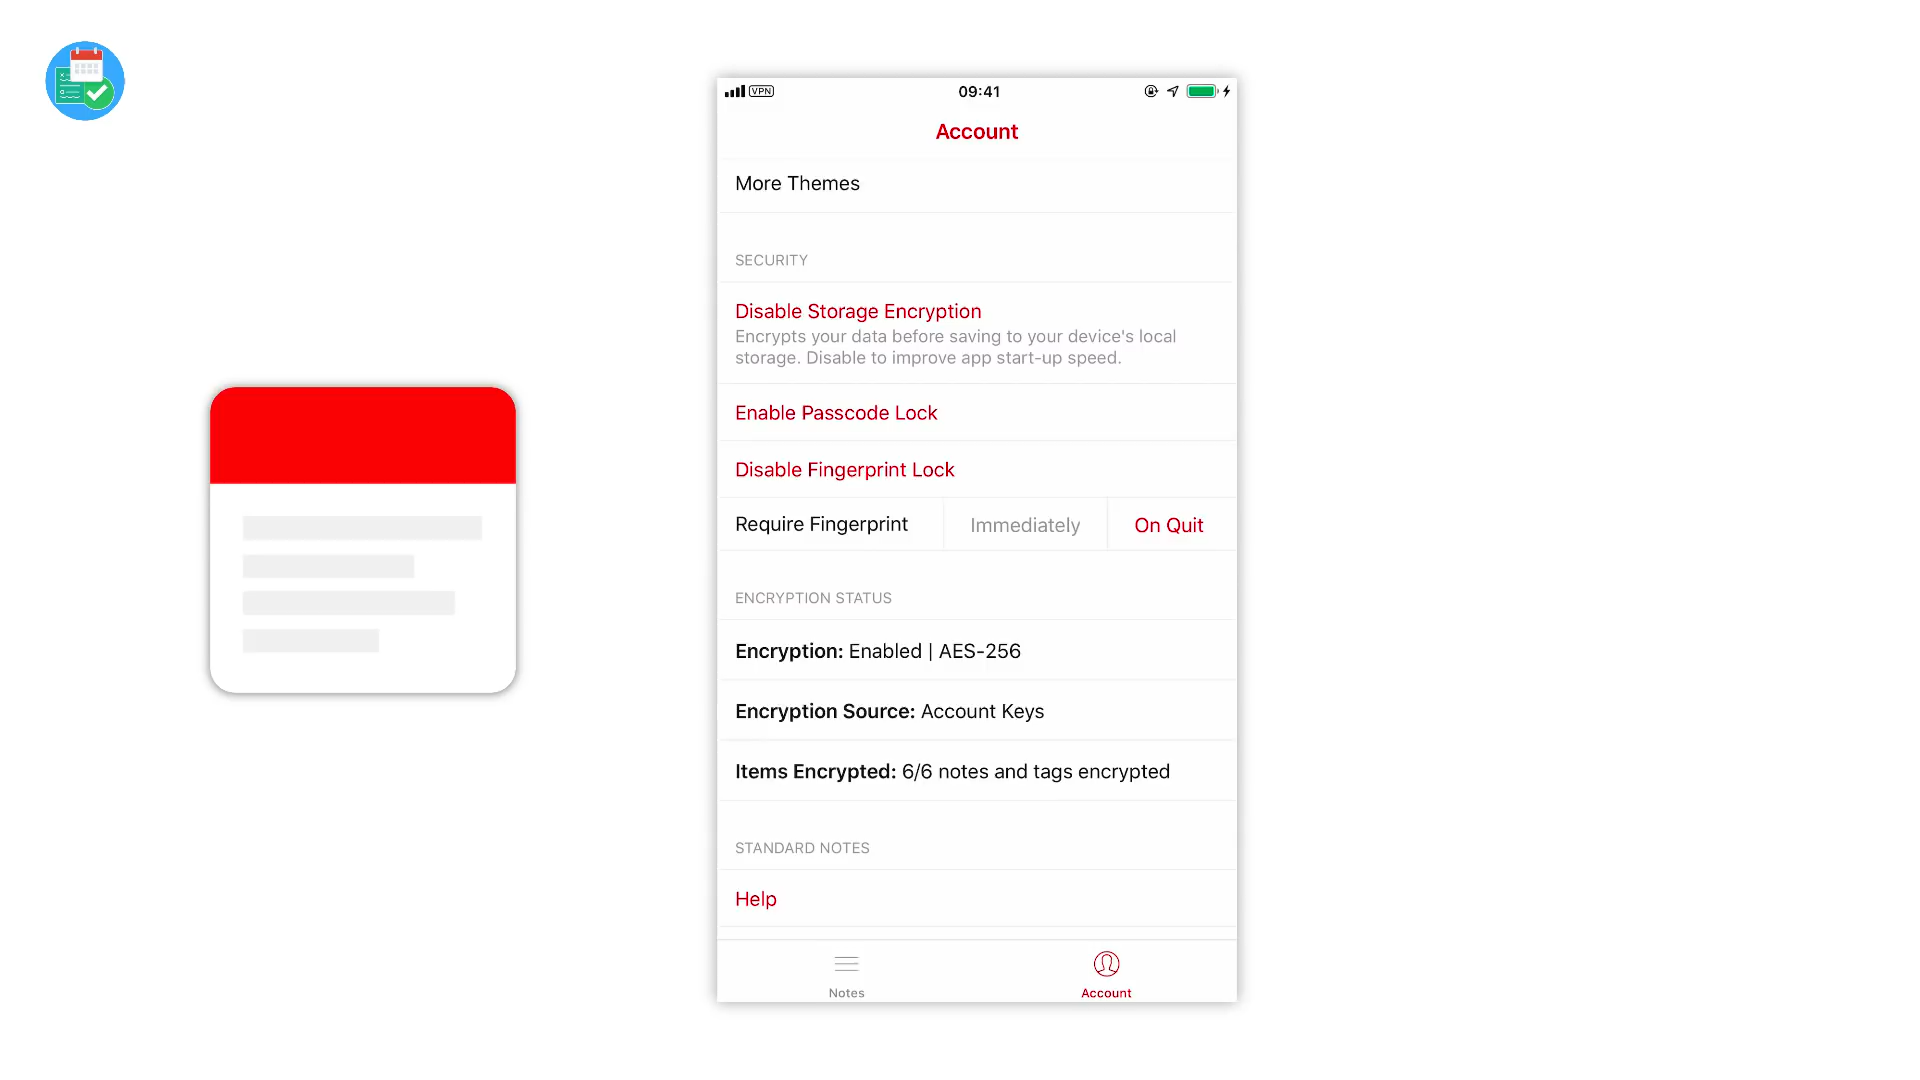 VPN 09:41
Account
More Themes
SECURITY
Disable Storage Encryption
Encrypts your data before saving to your device's local
storage. Disable to improve app start-up speed.
Enable Passcode Lock
Disable Fingerprint Lock
Require Fingerprint Immediately On Quit
ENCRYPTION STATUS
Encryption: Enabled | AES-256
Encryption Source: Account Keys
Items Encrypted: 6/6 notes and tags encrypted
STANDARD NOTES
Help
Notes Account